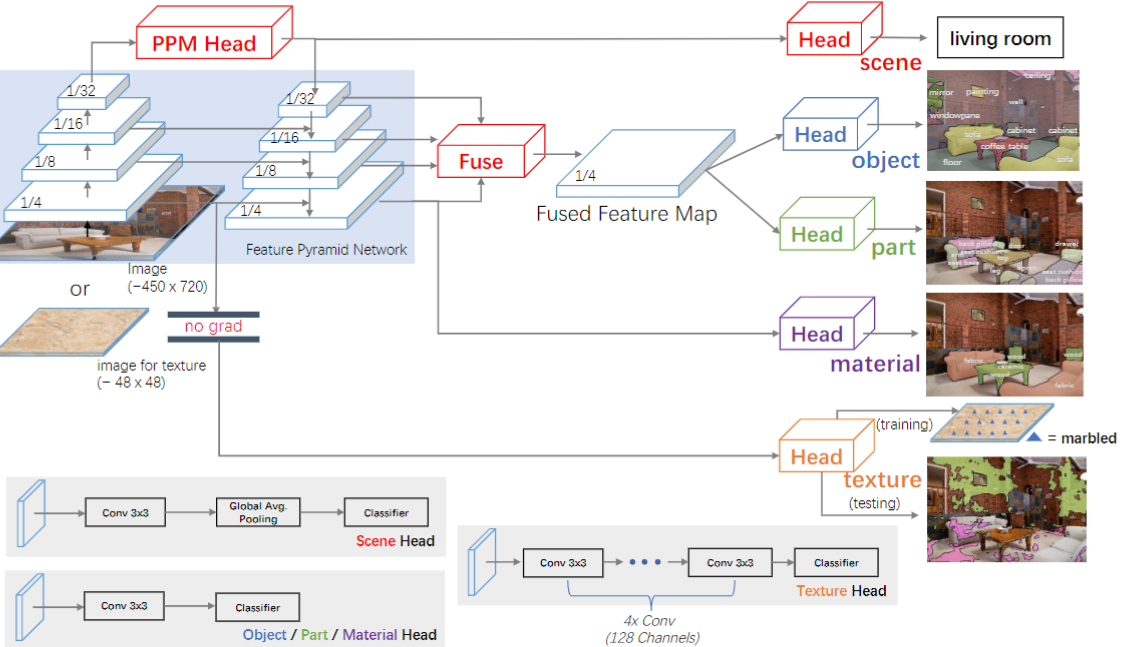 PPM Head
Head
scene
living room
1/32
1/16
1/8
1/4
1/32
1/16
1/8
1/4
Feature Pyramid Network
Fuse
1/4
Fused Feature Map
Head
object
ceiling
mirror
painting
wall
windowpane
sofa
cabinet
cabinet
coffee table
floor
sofa
Head
part
back pillow
door
drawer
leg
seat cushion
back pillow
Image
(~450 x 720)
or
no grad
image for texture
(~ 48 x 48)
Head
material
fabric
wood
ceramic
wood
fabric
Head
texture
(training)
= marbled
(testing)
Conv 3x3
Global Avg.
Pooling
Classifier
Scene Head
Conv 3x3
Classifier
Object / Part / Material Head
Conv 3x3
Conv 3x3
Classifier
Texture Head
4x Conv
(128 Channels)